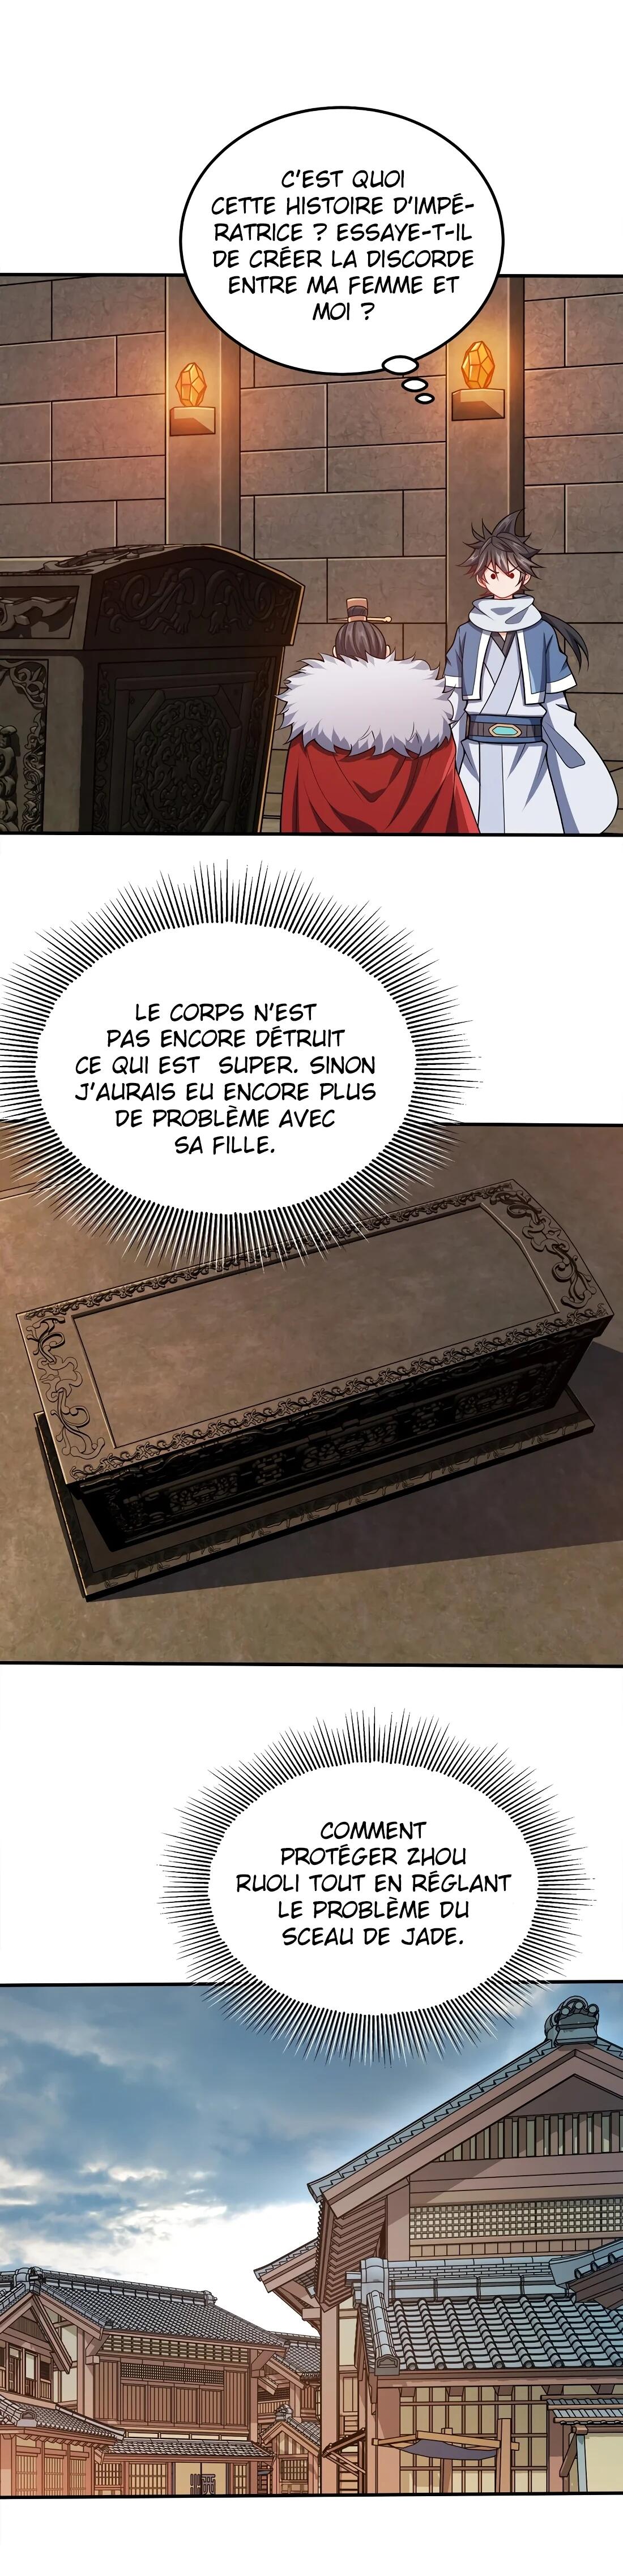 C'EST QUOI
CETTE HISTOIRE D'IMPÉ-
RATRICE ? ESSAYE-T-IL
DE CRÉER LA DISCORDE
ENTRE MA FEMME ET
MOI ?
LE CORPS N'EST
PAS ENCORE DÉTRUIT
CE QUI EST SUPER. SINON
J'AURAIS EU ENCORE PLUS
DE PROBLÈME AVEC
SA FILLE.
COMMENT
PROTÉGER ZHOU
RUOLI TOUT EN RÉGLANT
LE PROBLÈME DU
SCEAU DE JADE.